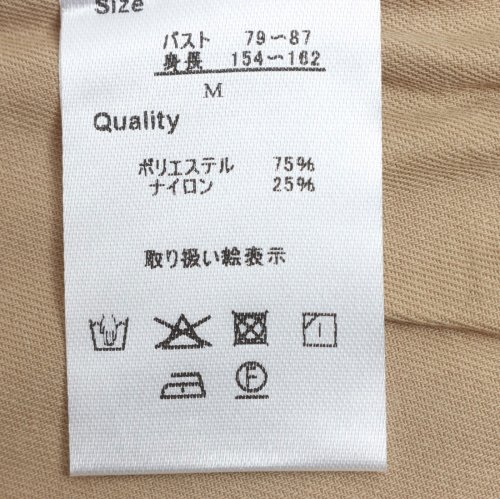 Size
バスト 79〜87
身長 154〜162
M
Quality
ポリエステル 75%
ナイロン 25%
取り扱い絵表示
F